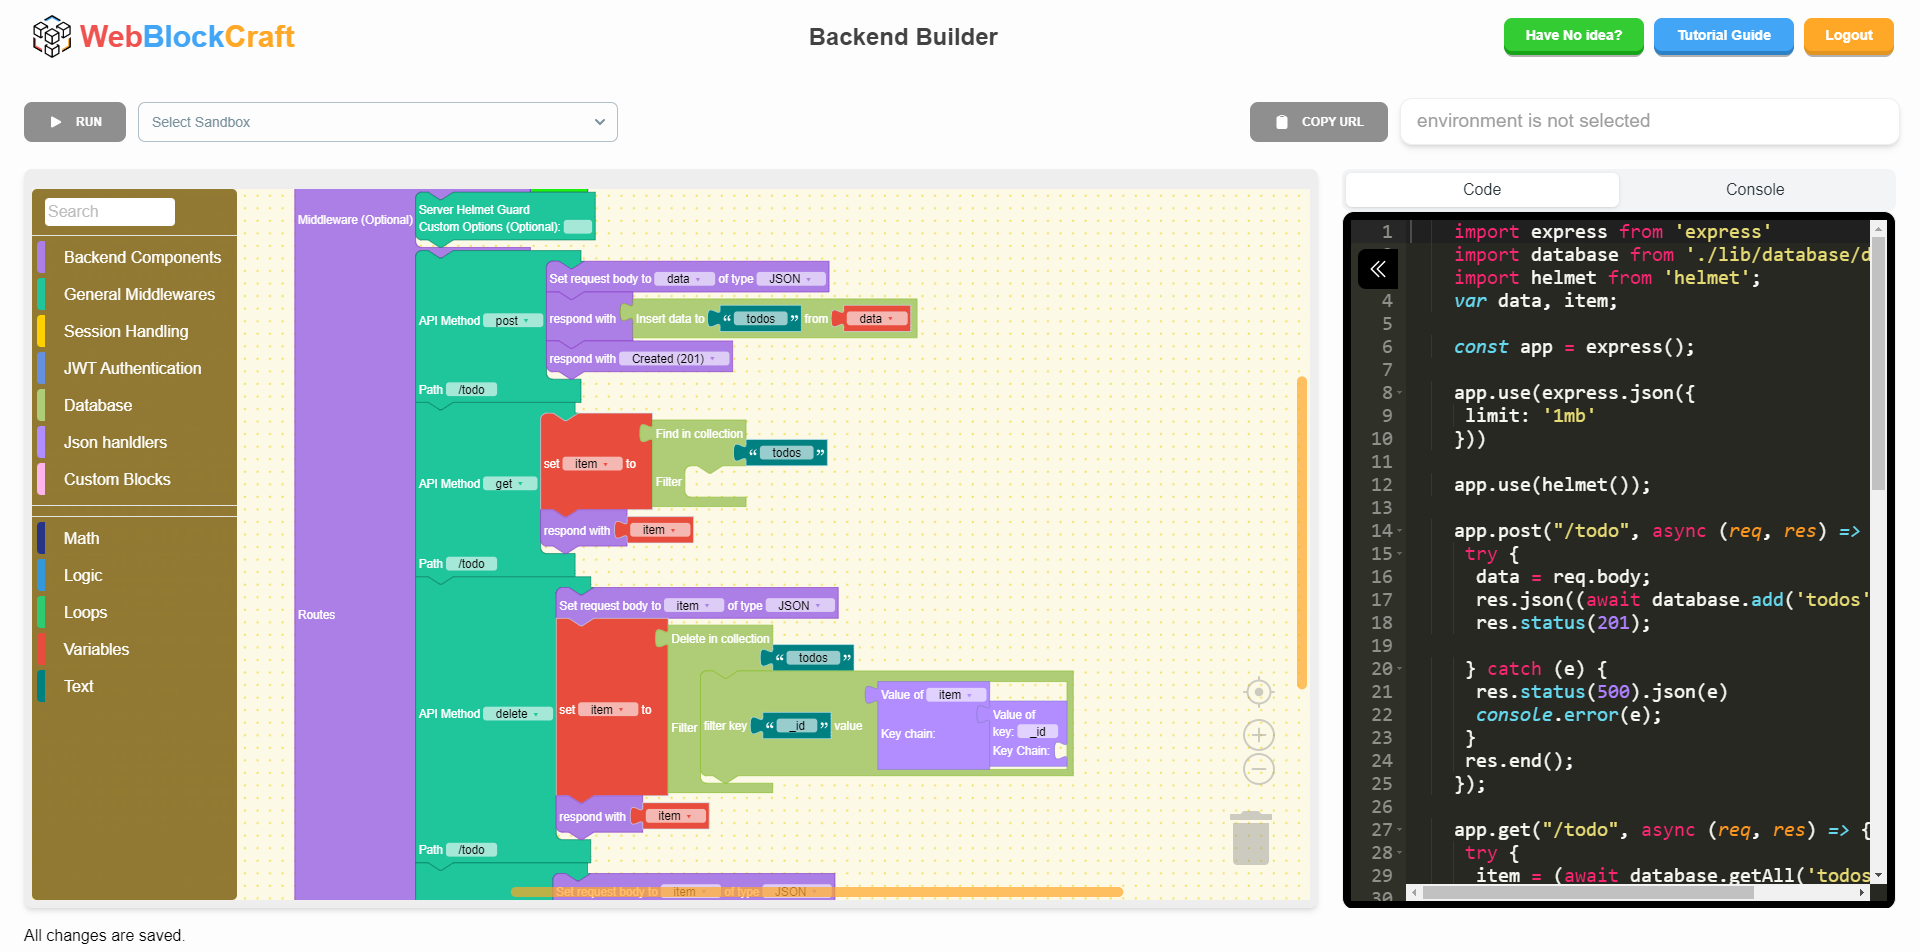 WebBlockCraft
Backend Builder
Have No idea?
Tutorial Guide
Logout
RUN
Select Sandbox
COPY URL
environment is not selected
Search
Backend Components
General Middlewares
Session Handling
JWT Authentication
Database
Json hanldlers
Custom Blocks
Math
Logic
Loops
Variables
Text
Middleware (Optional)
Server Helmet Guard
Custom Options (Optional):
Routes
API Method post
Set request body to data of type JSON
respond with Insert data to “ todos ” from data
respond with Created (201)
Path /todo
API Method get
set item to
Find in collection
“ todos ”
Filter
respond with item
Path /todo
API Method delete
Set request body to item of type JSON
set item to
Delete in collection
“ todos ”
Filter filter key “ _id ” value
Value of item
Key chain:
Value of
key: _id
Key Chain:
respond with item
Path /todo
Set request body to item of type JSON
Code
Console
1 import express from 'express'
import database from './lib/database/d
import helmet from 'helmet';
4 var data, item;
5
6 const app = express();
7
8 app.use(express.json({
9 limit: '1mb'
10 }))
11
12 app.use(helmet());
13
14 app.post("/todo", async (req, res) =>
15 try {
16 data = req.body;
17 res.json((await database.add('todos'
18 res.status(201);
19
20 } catch (e) {
21 res.status(500).json(e)
22 console.error(e);
23 }
24 res.end();
25 });
26
27 app.get("/todo", async (req, res) => {
28 try {
29 item = (await database.getAll('todos
30
All changes are saved.